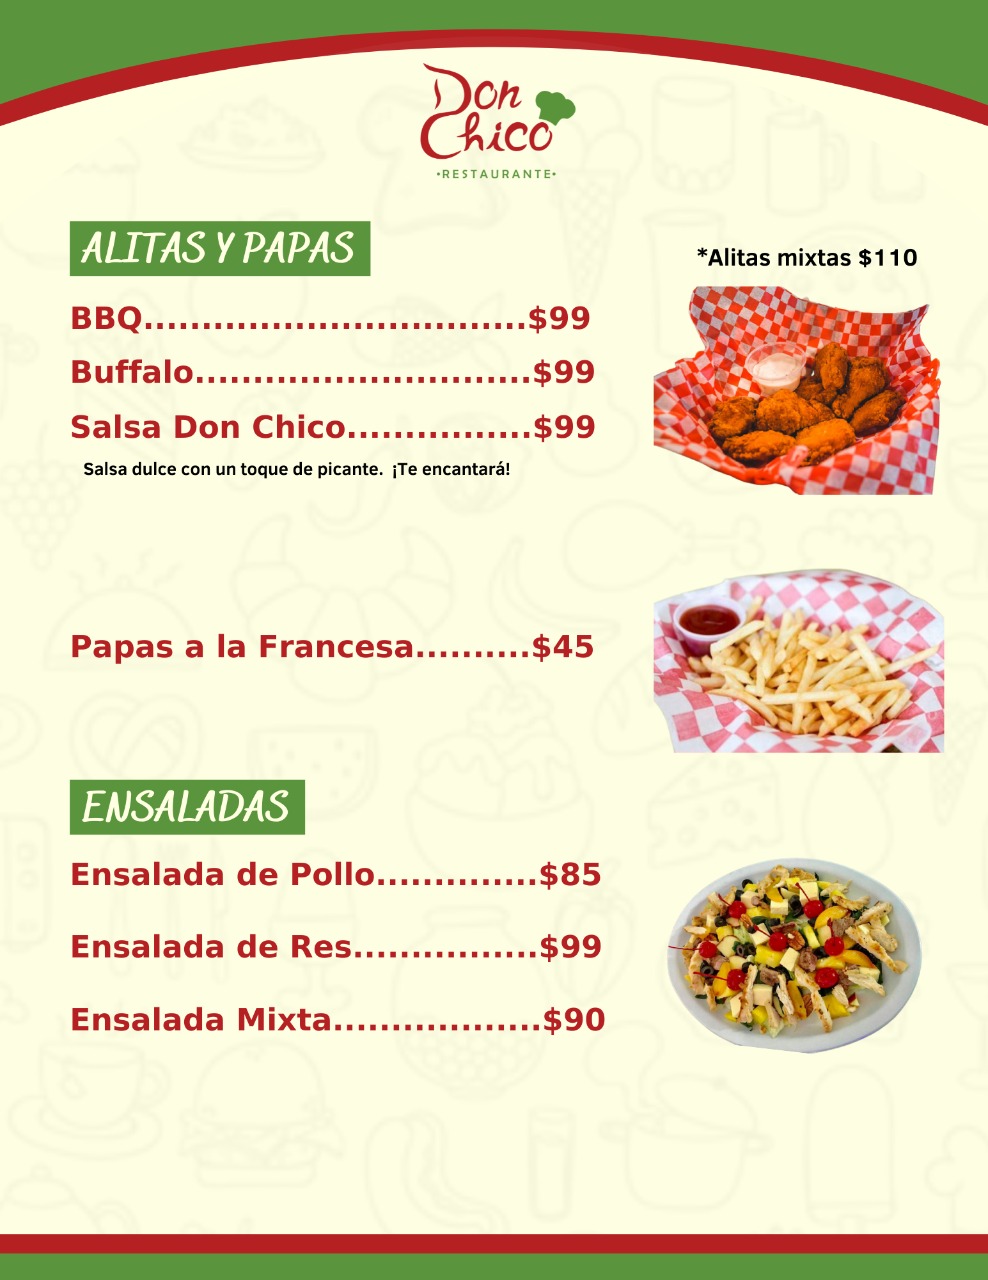 Don
Chico
•RESTAURANTE•
ALITAS Y PAPAS
*Alitas mixtas $110
BBQ.................................$99
Buffalo.............................$99
Salsa Don Chico................$99
Salsa dulce con un toque de picante. ¡Te encantará!
Papas a la Francesa..........$45
ENSALADAS
Ensalada de Pollo..............$85
Ensalada de Res................$99
Ensalada Mixta..................$90